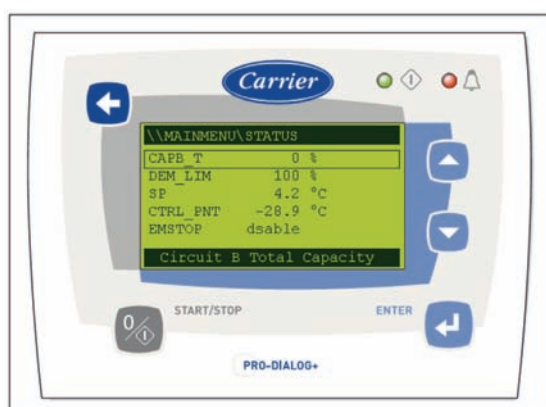 Carrier
\\MAINMENU\STATUS
CAPB_T 0 %
DEM_LIM 100 %
SP 4.2 °C
CTRL_PNT -28.9 °C
EMSTOP dsable
Circuit B Total Capacity
START/STOP
ENTER
0/
PRO-DIALOG+